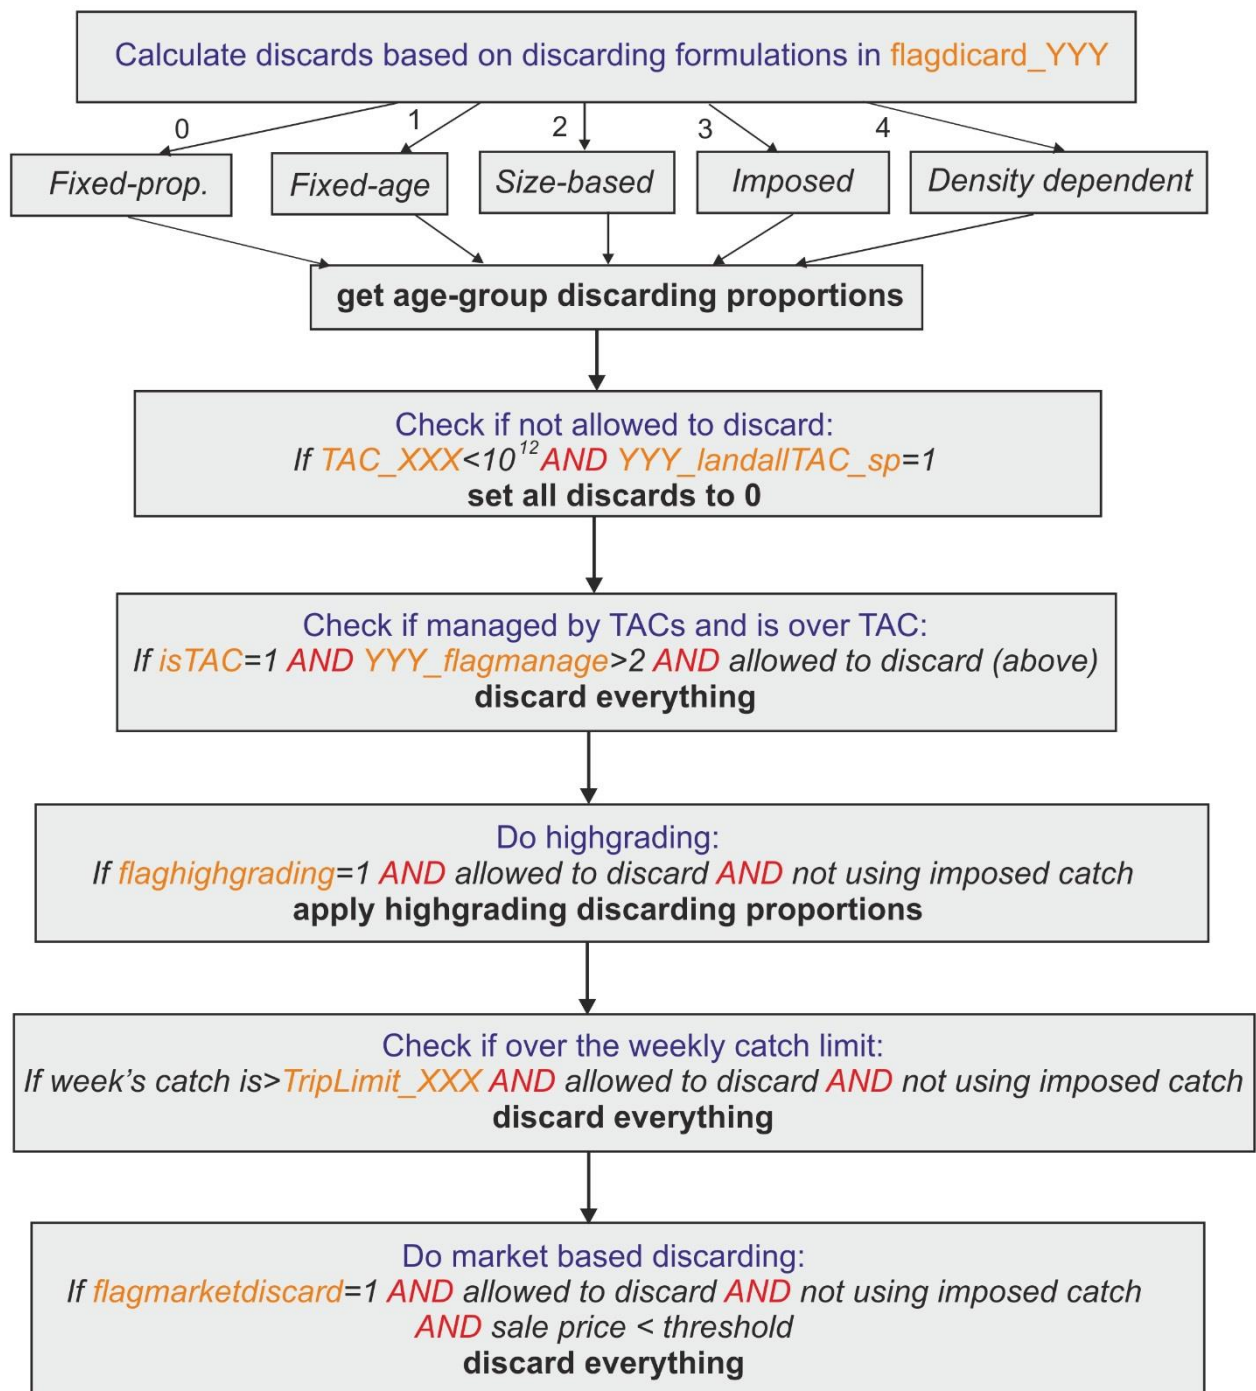 Calculate discards based on discarding formulations in flagdicard_YYY
0 1 2 3 4
Fixed-prop. Fixed-age Size-based Imposed Density dependent
get age-group discarding proportions
Check if not allowed to discard:
If TAC_XXX<10^12 AND YYY_landallTAC_sp=1
set all discards to 0
Check if managed by TACs and is over TAC:
If isTAC=1 AND YYY_flagmanage>2 AND allowed to discard (above)
discard everything
Do highgrading:
If flaghighgrading=1 AND allowed to discard AND not using imposed catch
apply highgrading discarding proportions
Check if over the weekly catch limit:
If week's catch is>TripLimit_XXX AND allowed to discard AND not using imposed catch
discard everything
Do market based discarding:
If flagmarketdiscard=1 AND allowed to discard AND not using imposed catch
AND sale price < threshold
discard everything